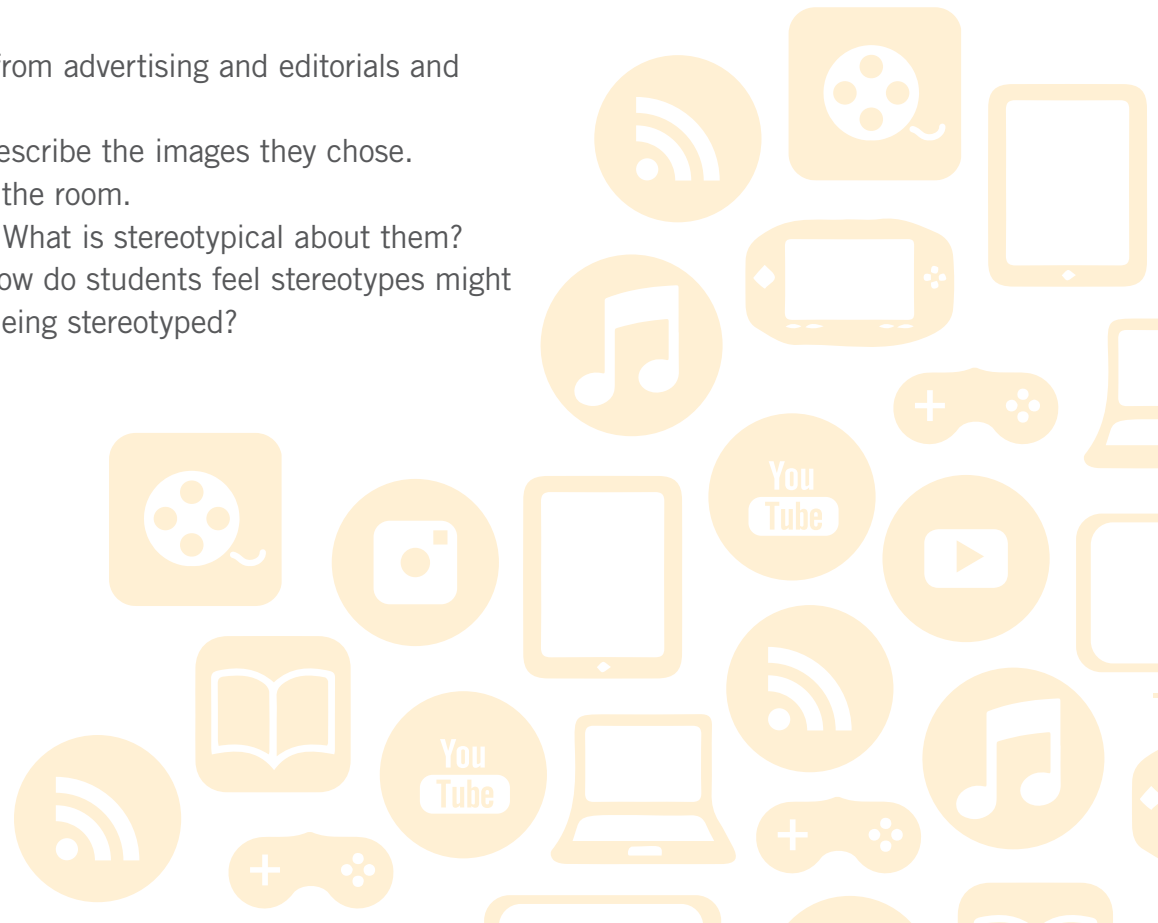 from advertising and editorials and
escribe the images they chose.
the room.
What is stereotypical about them?
ow do students feel stereotypes might
eing stereotyped?
You
Tube
You
Tube